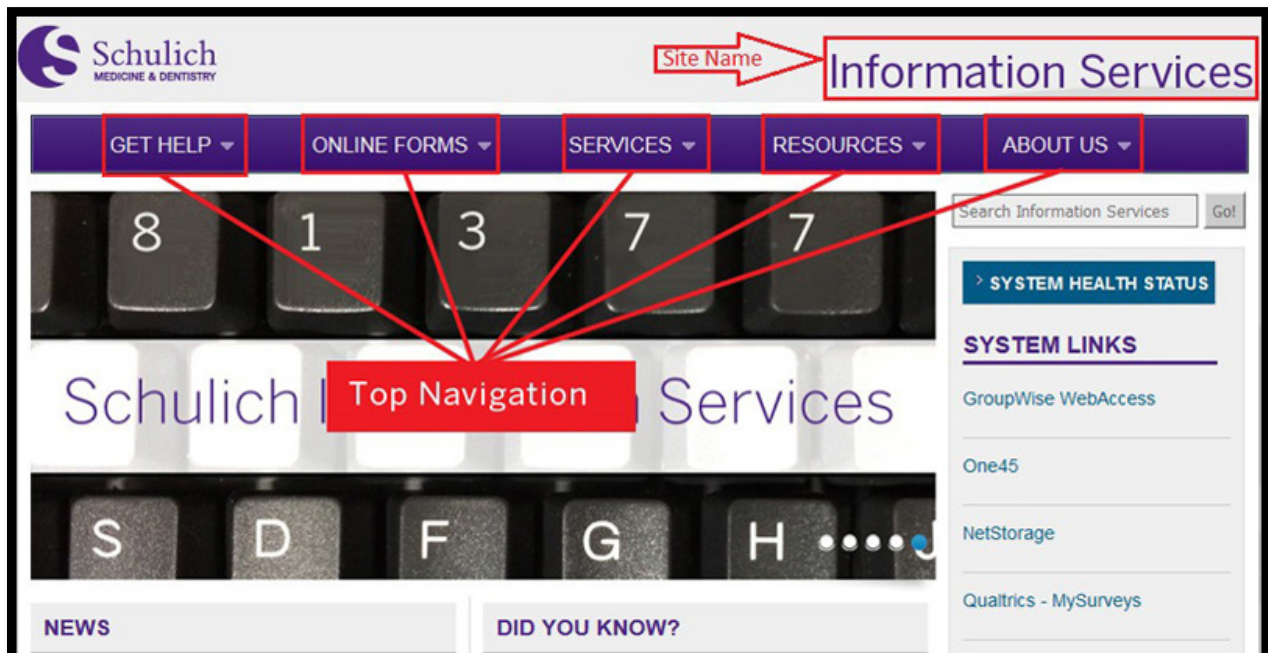 Schulich
MEDICINE & DENTISTRY
Site Name
Information Services
GET HELP
ONLINE FORMS
SERVICES
RESOURCES
ABOUT US
8 1 3 7 7
Search Information Services
Go!
> SYSTEM HEALTH STATUS
SYSTEM LINKS
GroupWise WebAccess
One45
NetStorage
Qualtrics - MySurveys
Schulich Services
Top Navigation
S D F G H J
NEWS
DID YOU KNOW?